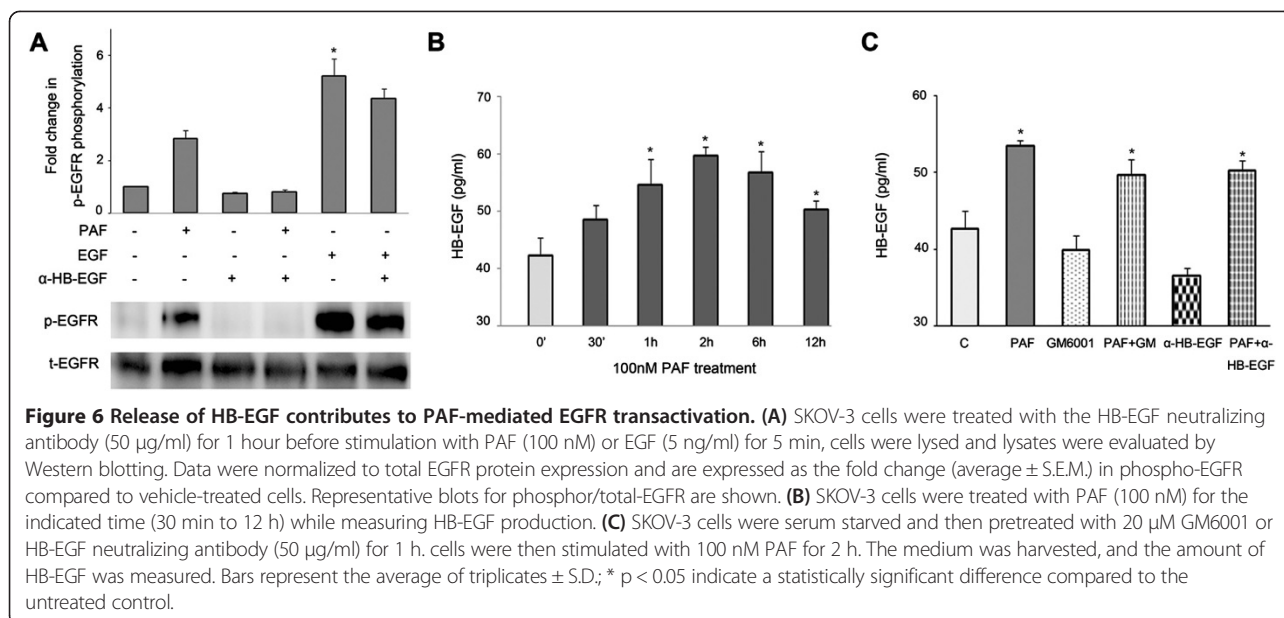 A
Fold change in
p-EGFR phosphorylation
6
4
2
0
*
PAF - + - + - -
EGF - - - - + +
α-HB-EGF - - + + - +
p-EGFR
t-EGFR
B
HB-EGF (pg/ml)
70
60
50
40
30
* * * *
0' 30' 1h 2h 6h 12h
100nM PAF treatment
C
HB-EGF (pg/ml)
60
50
40
30
* * *
C PAF GM6001 PAF+GM α-HB-EGF PAF+α-
HB-EGF
Figure 6 Release of HB-EGF contributes to PAF-mediated EGFR transactivation. (A) SKOV-3 cells were treated with the HB-EGF neutralizing
antibody (50 μg/ml) for 1 hour before stimulation with PAF (100 nM) or EGF (5 ng/ml) for 5 min, cells were lysed and lysates were evaluated by
Western blotting. Data were normalized to total EGFR protein expression and are expressed as the fold change (average ± S.E.M.) in phospho-EGFR
compared to vehicle-treated cells. Representative blots for phosphor/total-EGFR are shown. (B) SKOV-3 cells were treated with PAF (100 nM) for the
indicated time (30 min to 12 h) while measuring HB-EGF production. (C) SKOV-3 cells were serum starved and then pretreated with 20 μM GM6001 or
HB-EGF neutralizing antibody (50 μg/ml) for 1 h. cells were then stimulated with 100 nM PAF for 2 h. The medium was harvested, and the amount of
HB-EGF was measured. Bars represent the average of triplicates ± S.D.; * p < 0.05 indicate a statistically significant difference compared to the
untreated control.